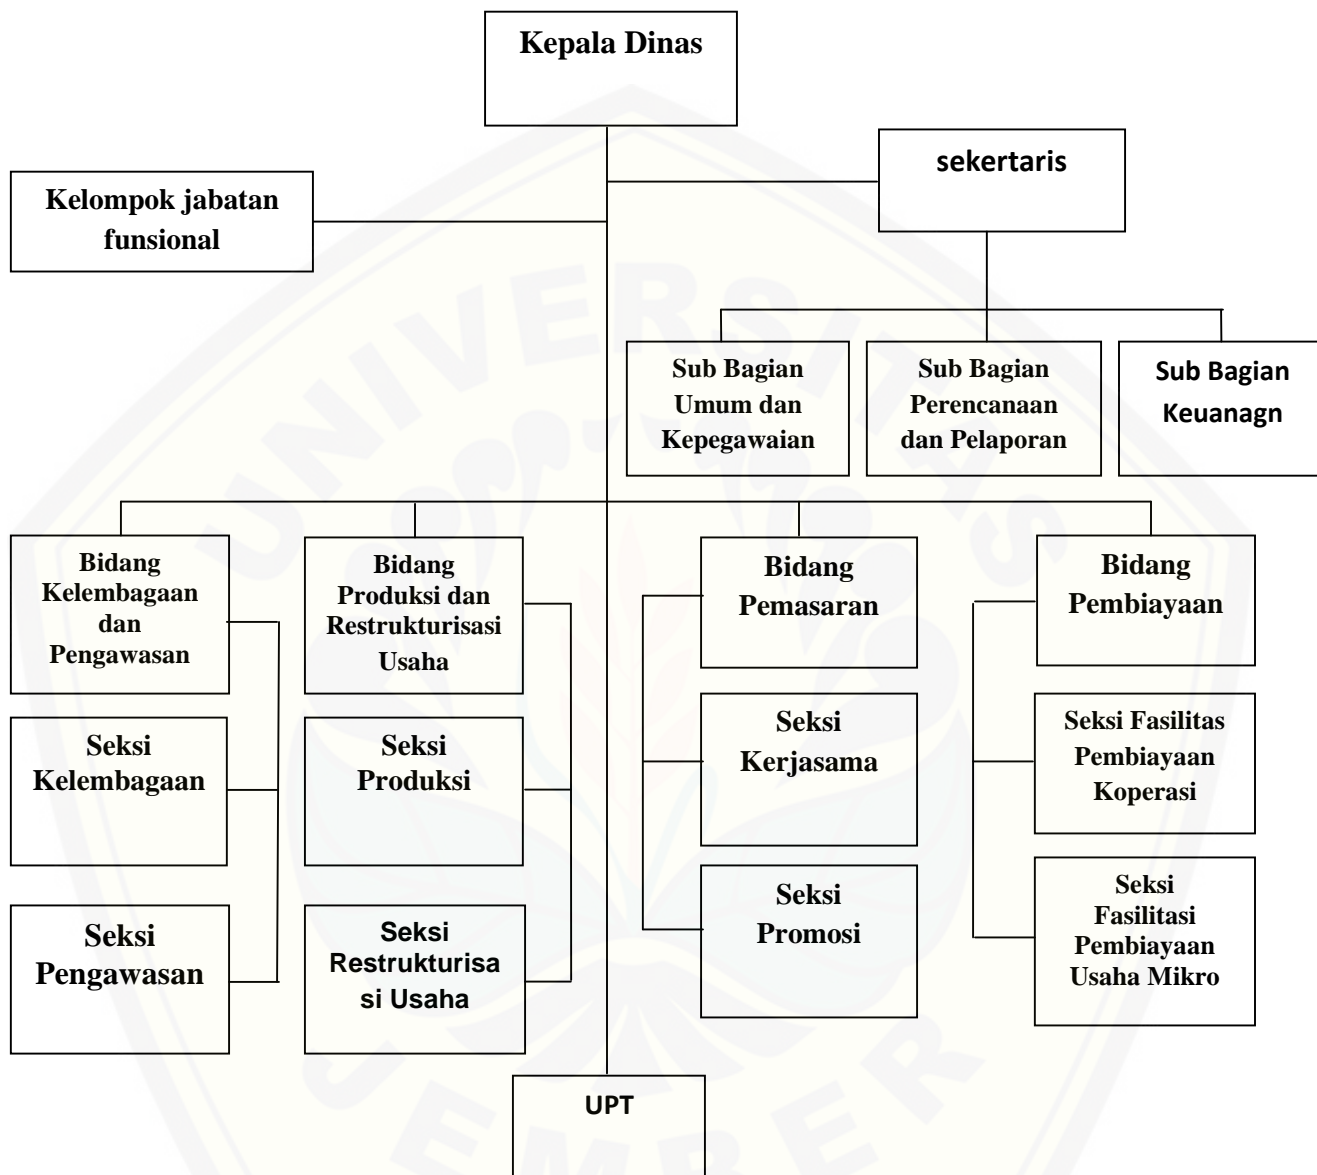 Kepala Dinas
sekertaris
Kelompok jabatan
funsional
Sub Bagian
Umum dan
Kepegawaian
Sub Bagian
Perencanaan
dan Pelaporan
Sub Bagian
Keuanagn
Bidang
Kelembagaan
dan
Pengawasan
Bidang
Produksi dan
Restrukturisasi
Usaha
Bidang
Pemasaran
Bidang
Pembiayaan
Seksi
Kelembagaan
Seksi
Produksi
Seksi
Kerjasama
Seksi Fasilitas
Pembiayaan
Koperasi
Seksi
Pengawasan
Seksi
Restrukturisa
si Usaha
Seksi
Promosi
Seksi
Fasilitasi
Pembiayaan
Usaha Mikro
UPT
UNIVERSITAS
JEMBER